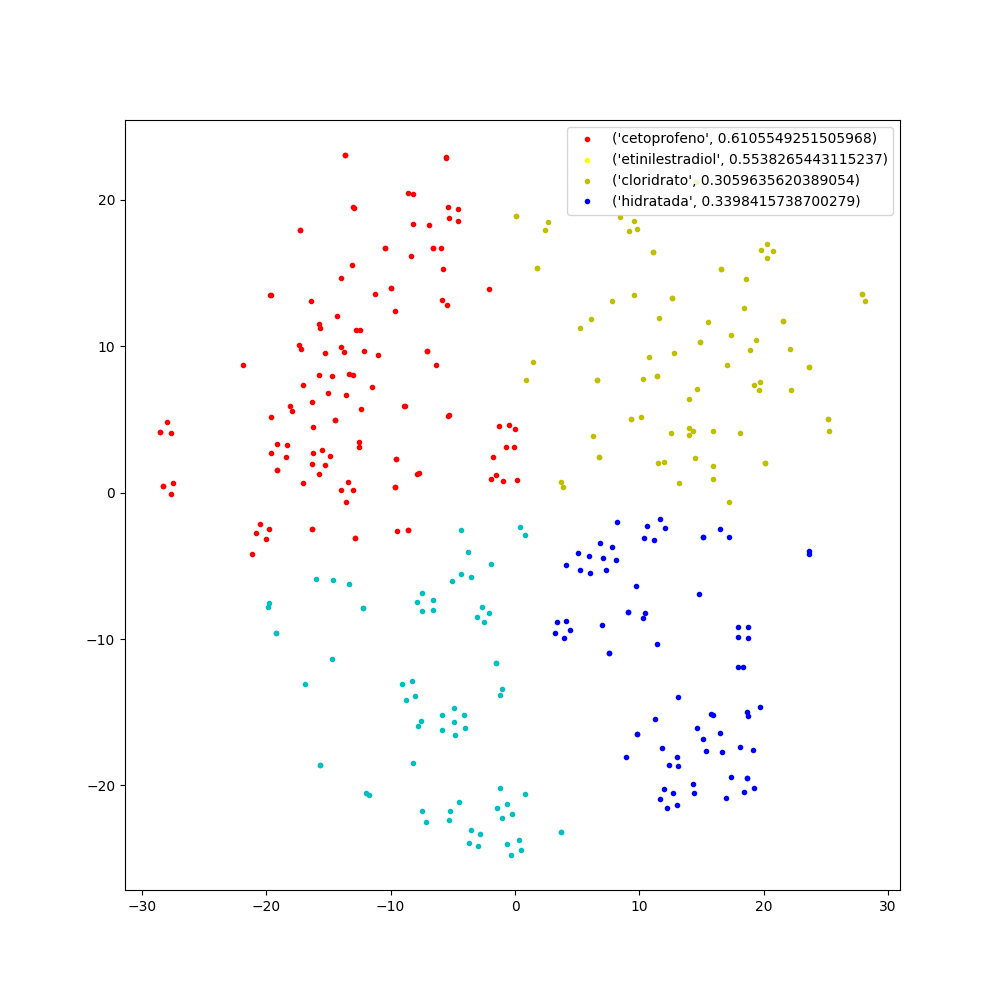 ('cetoprofeno', 0.6105549251505968)
('etinilestradiol', 0.5538265443115237)
('cloridrato', 0.3059635620389054)
('hidratada', 0.3398415738700279)
20
10
0
−10
−20
−30 −20 −10 0 10 20 30